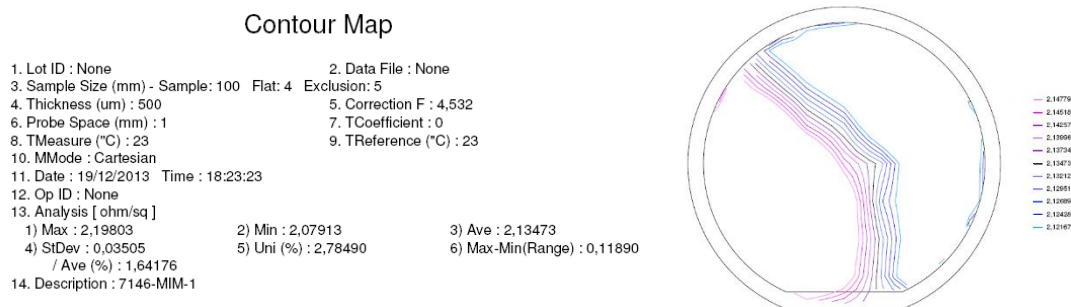 Contour Map
1. Lot ID : None 2. Data File : None
3. Sample Size (mm) - Sample: 100 Flat: 4 Exclusion: 5
4. Thickness (um) : 500 5. Correction F : 4,532
6. Probe Space (mm) : 1 7. TCoefficient : 0
8. TMeasure (°C) : 23 9. TReference (°C) : 23
10. MMode : Cartesian
11. Date : 19/12/2013 Time : 18:23:23
12. Op ID : None
13. Analysis [ ohm/sq ]
1) Max : 2,19803 2) Min : 2,07913 3) Ave : 2,13473
4) StDev : 0,03505 5) Uni (%) : 2,78490 6) Max-Min(Range) : 0,11890
/ Ave (%) : 1,64176
14. Description : 7146-MIM-1
2,14779
2,14518
2,14257
2,13996
2,13734
2,13473
2,13212
2,12951
2,12689
2,12428
2,12167